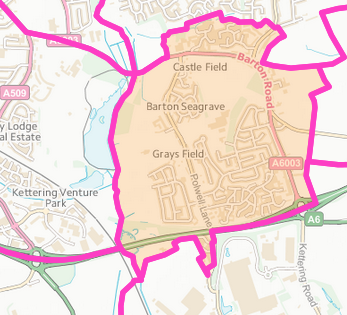 Castle Field
Barton Road
A509
Barton Seagrave
y Lodge
al Estate
Grays Field
A6003
Kettering Venture
Park
Polwell Lane
A6
Kettering Road